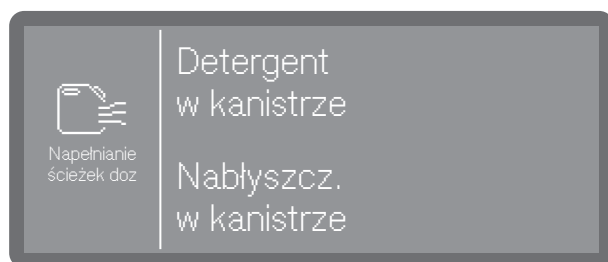 Napełnianie
ścieżek doz
Detergent
w kanistrze
Nabłyszcz.
w kanistrze